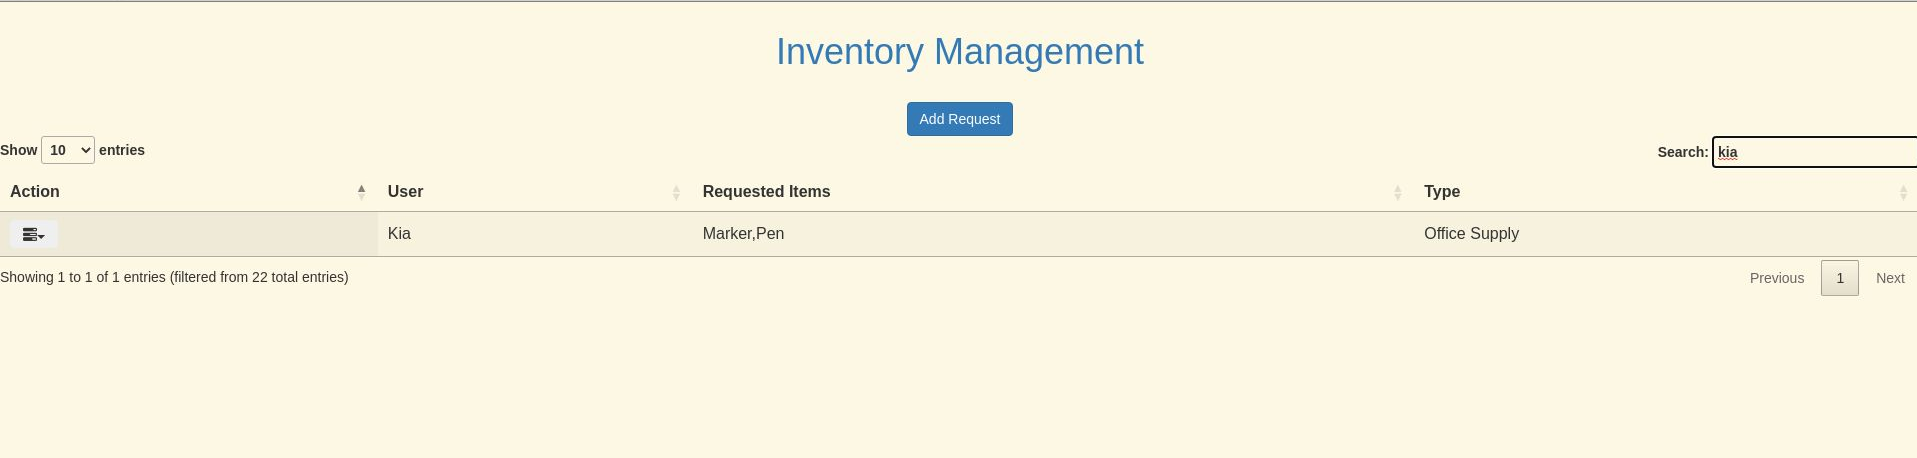 Inventory Management
Add Request
Show 10 entries
Search: kia
Action User Requested Items Type
Kia Marker,Pen Office Supply
Showing 1 to 1 of 1 entries (filtered from 22 total entries)
Previous 1 Next